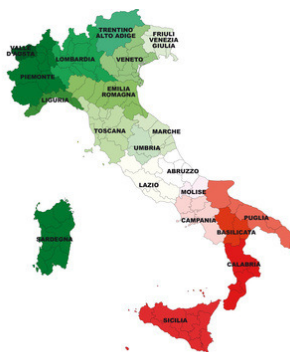 TRENTINO
ALTO ADIGE
FRIULI
VENEZIA
GIULIA
VALLE
D'AOSTA
LOMBARDIA
VENETO
PIEMONTE
EMILIA
ROMAGNA
LIGURIA
TOSCANA
MARCHE
UMBRIA
ABRUZZO
LAZIO
MOLISE
CAMPANIA
PUGLIA
BASILICATA
SARDEGNA
CALABRIA
SICILIA